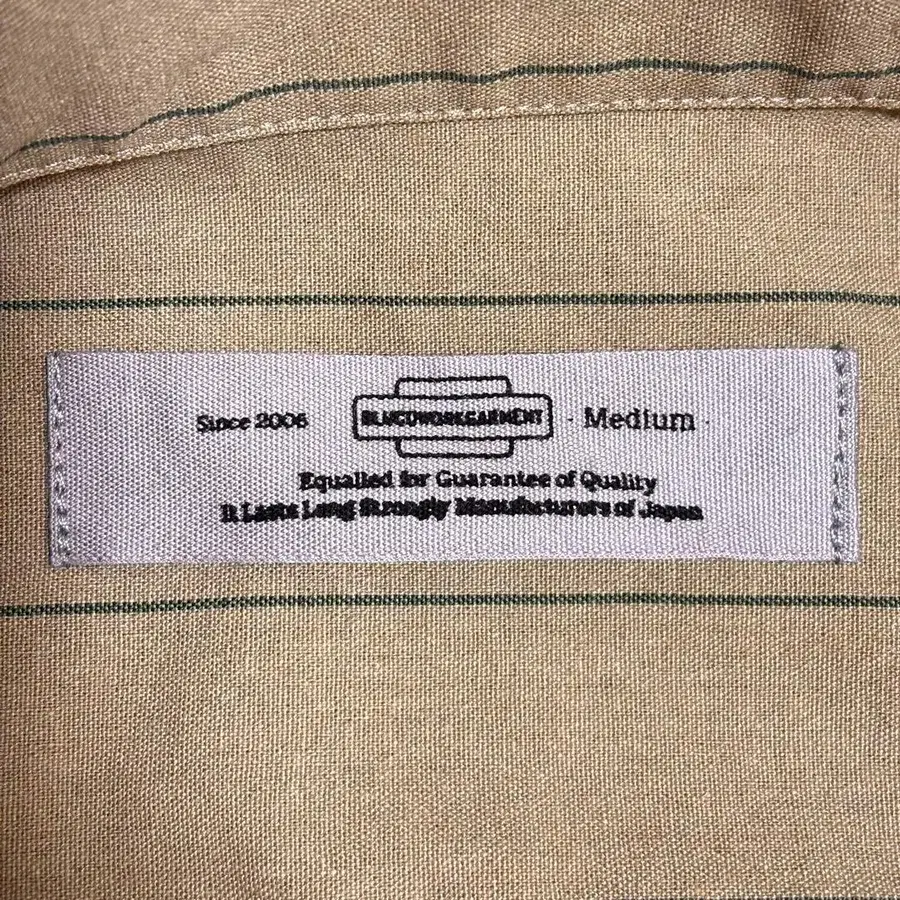 Since 2006 BLUCOWORKGARMENT · Medium ·
Equalled for Guarantee of Quality
It Lasts Long Strongly Manufacturers of Japan